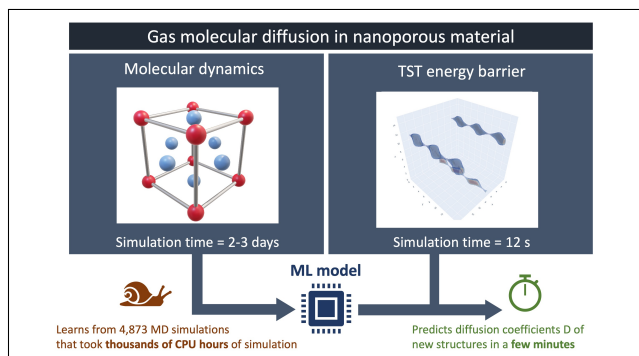 Gas molecular diffusion in nanoporous material
Molecular dynamics
TST energy barrier
Simulation time = 2-3 days
Simulation time = 12 s
ML model
Learns from 4,873 MD simulations
that took thousands of CPU hours of simulation
Predicts diffusion coefficients D of
new structures in a few minutes